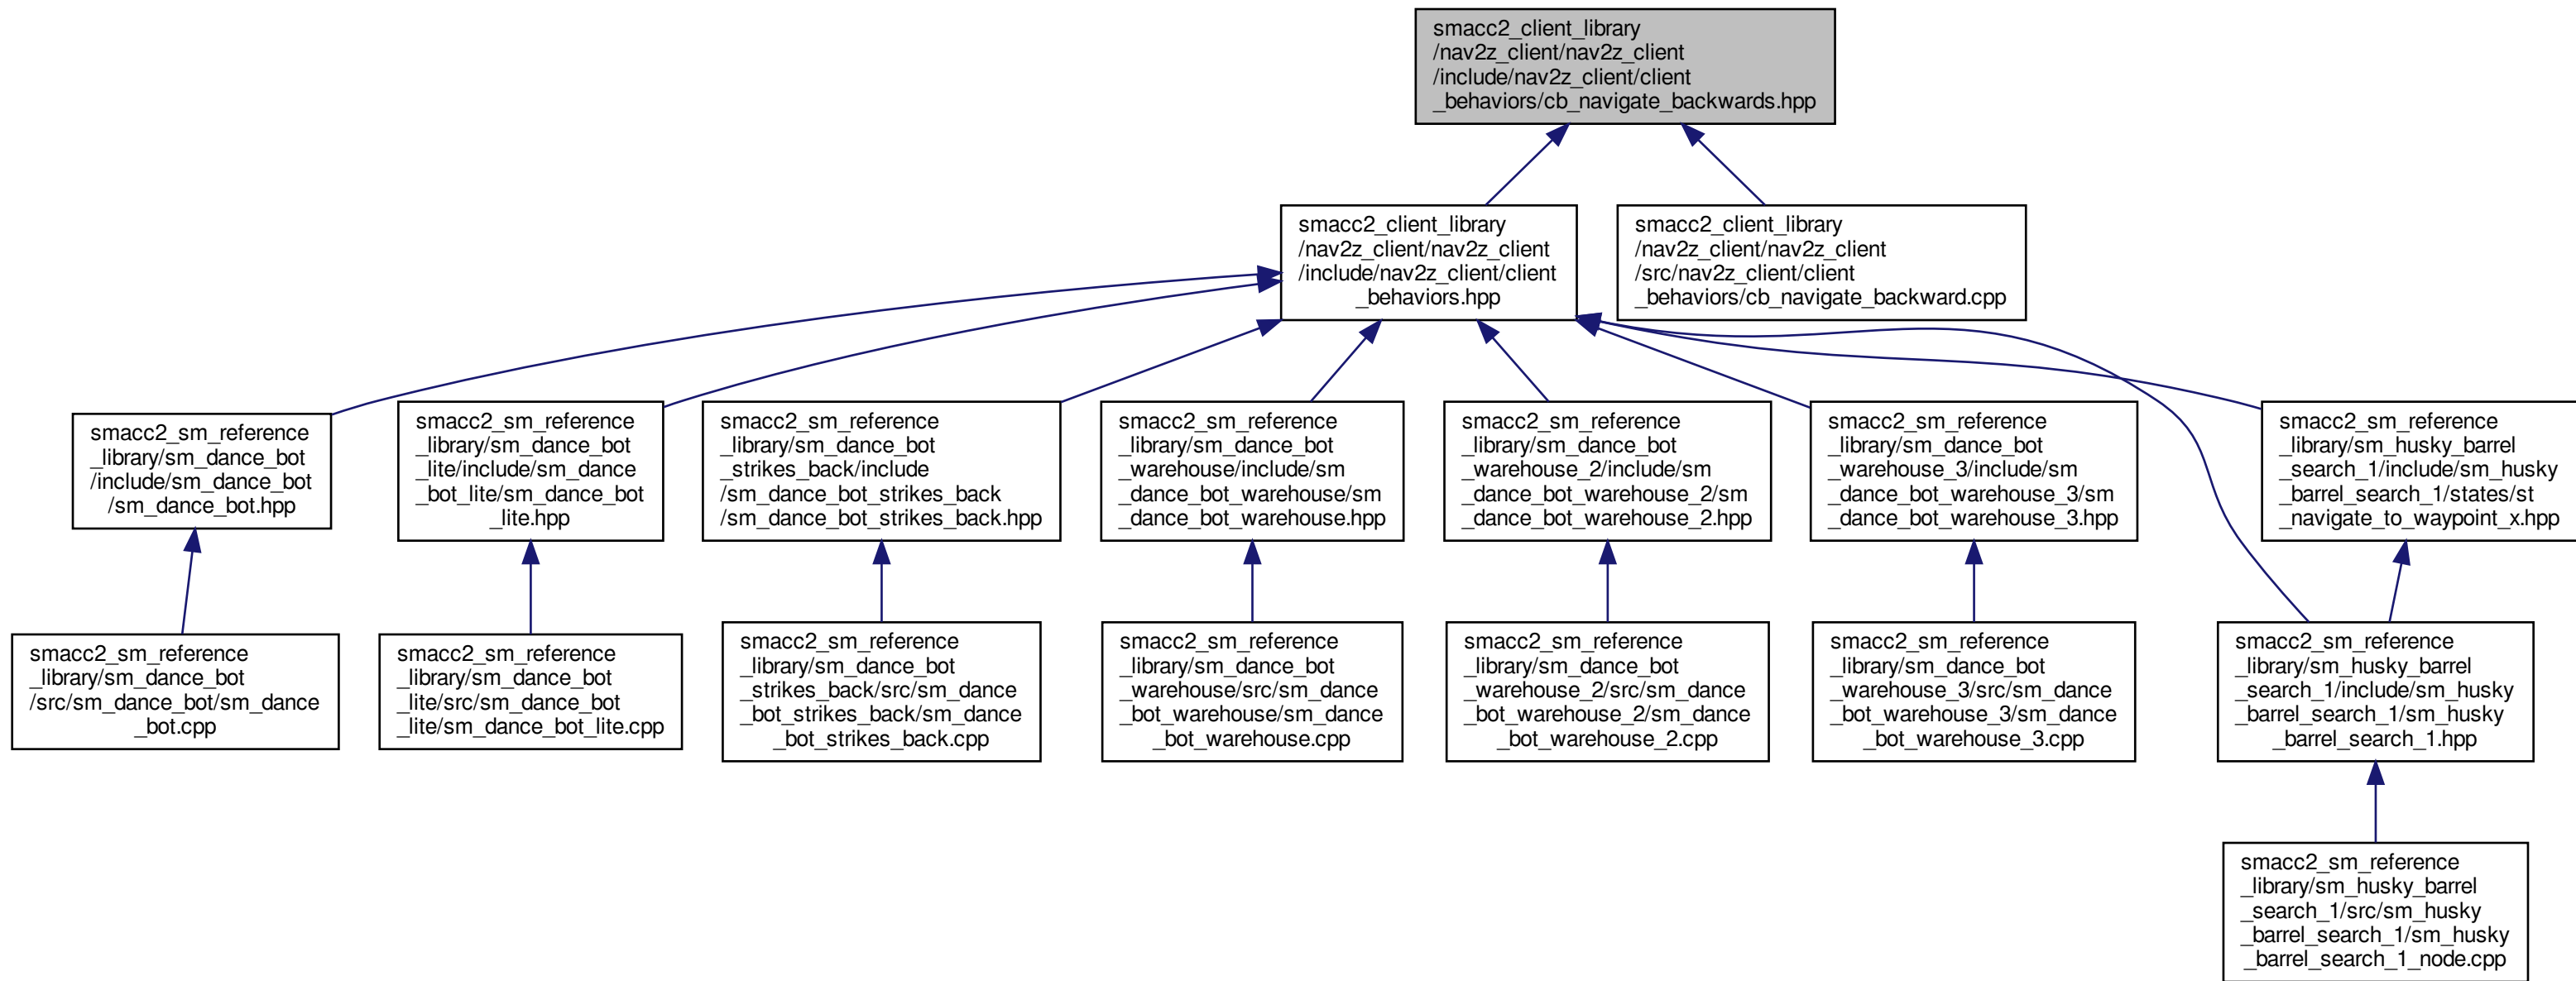 smacc2_client_library
/nav2z_client/nav2z_client
/include/nav2z_client/client
_behaviors/cb_navigate_backwards.hpp
smacc2_client_library
/nav2z_client/nav2z_client
/include/nav2z_client/client
_behaviors.hpp
smacc2_client_library
/nav2z_client/nav2z_client
/src/nav2z_client/client
_behaviors/cb_navigate_backward.cpp
smacc2_sm_reference
_library/sm_dance_bot
/include/sm_dance_bot
/sm_dance_bot.hpp
smacc2_sm_reference
_library/sm_dance_bot
_lite/include/sm_dance
_bot_lite/sm_dance_bot
_lite.hpp
smacc2_sm_reference
_library/sm_dance_bot
_strikes_back/include
/sm_dance_bot_strikes_back
/sm_dance_bot_strikes_back.hpp
smacc2_sm_reference
_library/sm_dance_bot
_warehouse/include/sm
_dance_bot_warehouse/sm
_dance_bot_warehouse.hpp
smacc2_sm_reference
_library/sm_dance_bot
_warehouse_2/include/sm
_dance_bot_warehouse_2/sm
_dance_bot_warehouse_2.hpp
smacc2_sm_reference
_library/sm_dance_bot
_warehouse_3/include/sm
_dance_bot_warehouse_3/sm
_dance_bot_warehouse_3.hpp
smacc2_sm_reference
_library/sm_husky_barrel
_search_1/include/sm_husky
_barrel_search_1/states/st
_navigate_to_waypoint_x.hpp
smacc2_sm_reference
_library/sm_dance_bot
/src/sm_dance_bot/sm_dance
_bot.cpp
smacc2_sm_reference
_library/sm_dance_bot
_lite/src/sm_dance_bot
_lite/sm_dance_bot_lite.cpp
smacc2_sm_reference
_library/sm_dance_bot
_strikes_back/src/sm_dance
_bot_strikes_back/sm_dance
_bot_strikes_back.cpp
smacc2_sm_reference
_library/sm_dance_bot
_warehouse/src/sm_dance
_bot_warehouse/sm_dance
_bot_warehouse.cpp
smacc2_sm_reference
_library/sm_dance_bot
_warehouse_2/src/sm_dance
_bot_warehouse_2/sm_dance
_bot_warehouse_2.cpp
smacc2_sm_reference
_library/sm_dance_bot
_warehouse_3/src/sm_dance
_bot_warehouse_3/sm_dance
_bot_warehouse_3.cpp
smacc2_sm_reference
_library/sm_husky_barrel
_search_1/include/sm_husky
_barrel_search_1/sm_husky
_barrel_search_1.hpp
smacc2_sm_reference
_library/sm_husky_barrel
_search_1/src/sm_husky
_barrel_search_1/sm_husky
_barrel_search_1_node.cpp